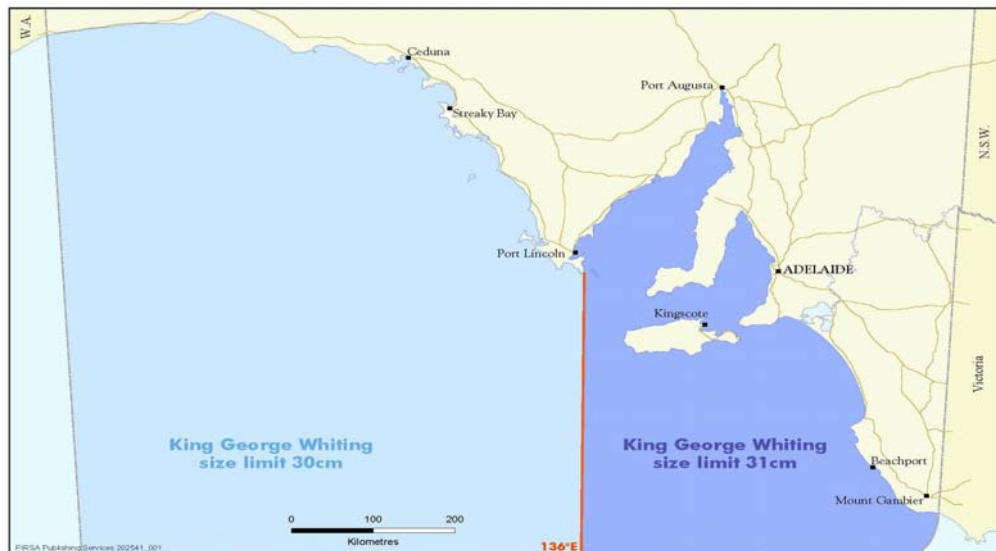 W.A.
Ceduna
Port Augusta
Streaky Bay
N.S.W.
Port Lincoln
ADELAIDE
Kingscote
Victoria
King George Whiting
size limit 30cm
King George Whiting
size limit 31cm
Beachport
Mount Gambier
0 100 200
Kilometres
PIRSA Publishing Services 202541_001
136°E